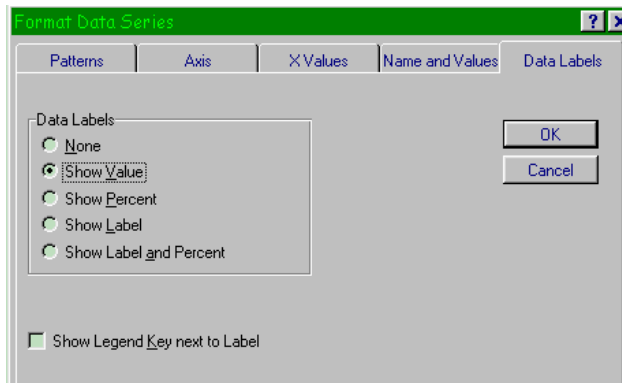 Format Data Series ? ×
Patterns Axis X Values Name and Values Data Labels
Data Labels
None
Show Value
Show Percent
Show Label
Show Label and Percent
OK
Cancel
Show Legend Key next to Label